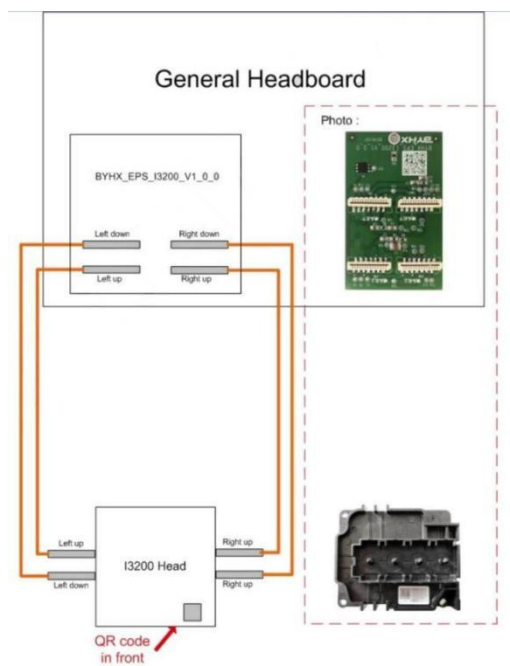 General Headboard
Photo :
BYHX_EPS_I3200_V1_0_0
Left down
Right down
Left up
Right up
Left up
Right up
I3200 Head
Left down
Right up
QR code
in front